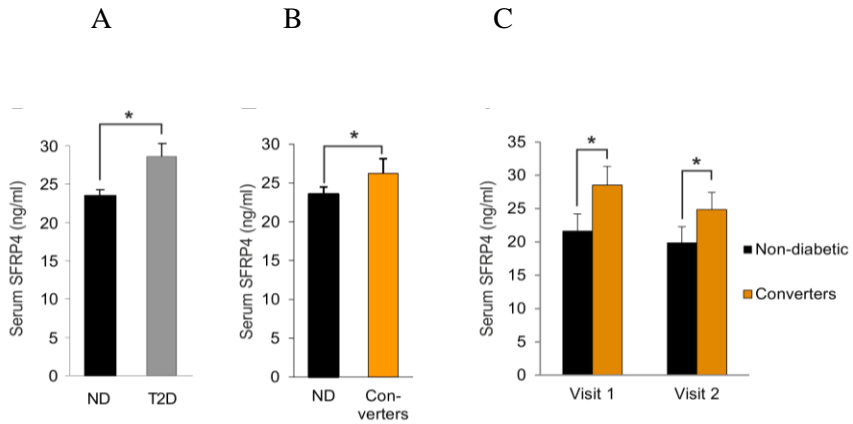 A
B
C
*
Serum SFRP4 (ng/ml)
30
25
20
15
10
5
0
ND
T2D
*
Serum SFRP4 (ng/ml)
30
25
20
15
10
5
0
ND
Con-
verters
*
*
Serum SFRP4 (ng/ml)
35
30
25
20
15
10
5
0
Visit 1
Visit 2
Non-diabetic
Converters